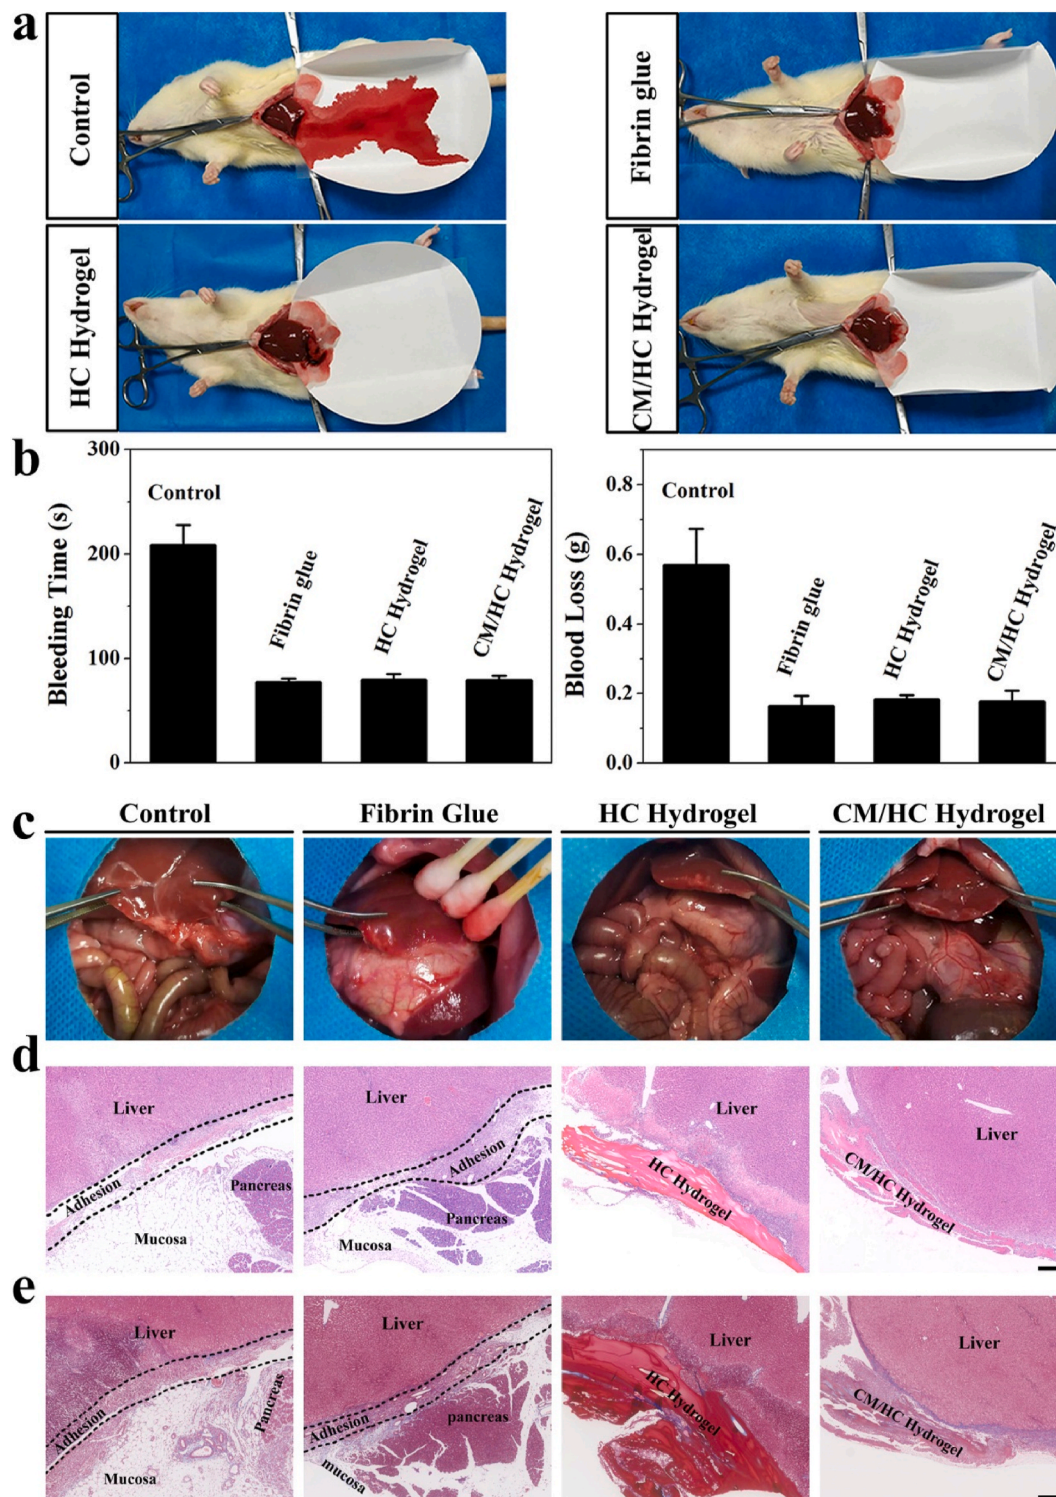 a
Control
Fibrin glue
HC Hydrogel
CM/HC Hydrogel
b
300
200
100
0
Bleeding Time (s)
Control
Fibrin glue
HC Hydrogel
CM/HC Hydrogel
0.8
0.6
0.4
0.2
0.0
Blood Loss (g)
Control
Fibrin glue
HC Hydrogel
CM/HC Hydrogel
c
Control
Fibrin Glue
HC Hydrogel
CM/HC Hydrogel
d
Liver
Adhesion
Pancreas
Mucosa
Liver
Adhesion
Pancreas
Mucosa
Liver
HC Hydrogel
Liver
CM/HC Hydrogel
e
Liver
Adhesion
Pancreas
Mucosa
Liver
Adhesion
pancreas
mucosa
Liver
HC Hydrogel
Liver
CM/HC Hydrogel